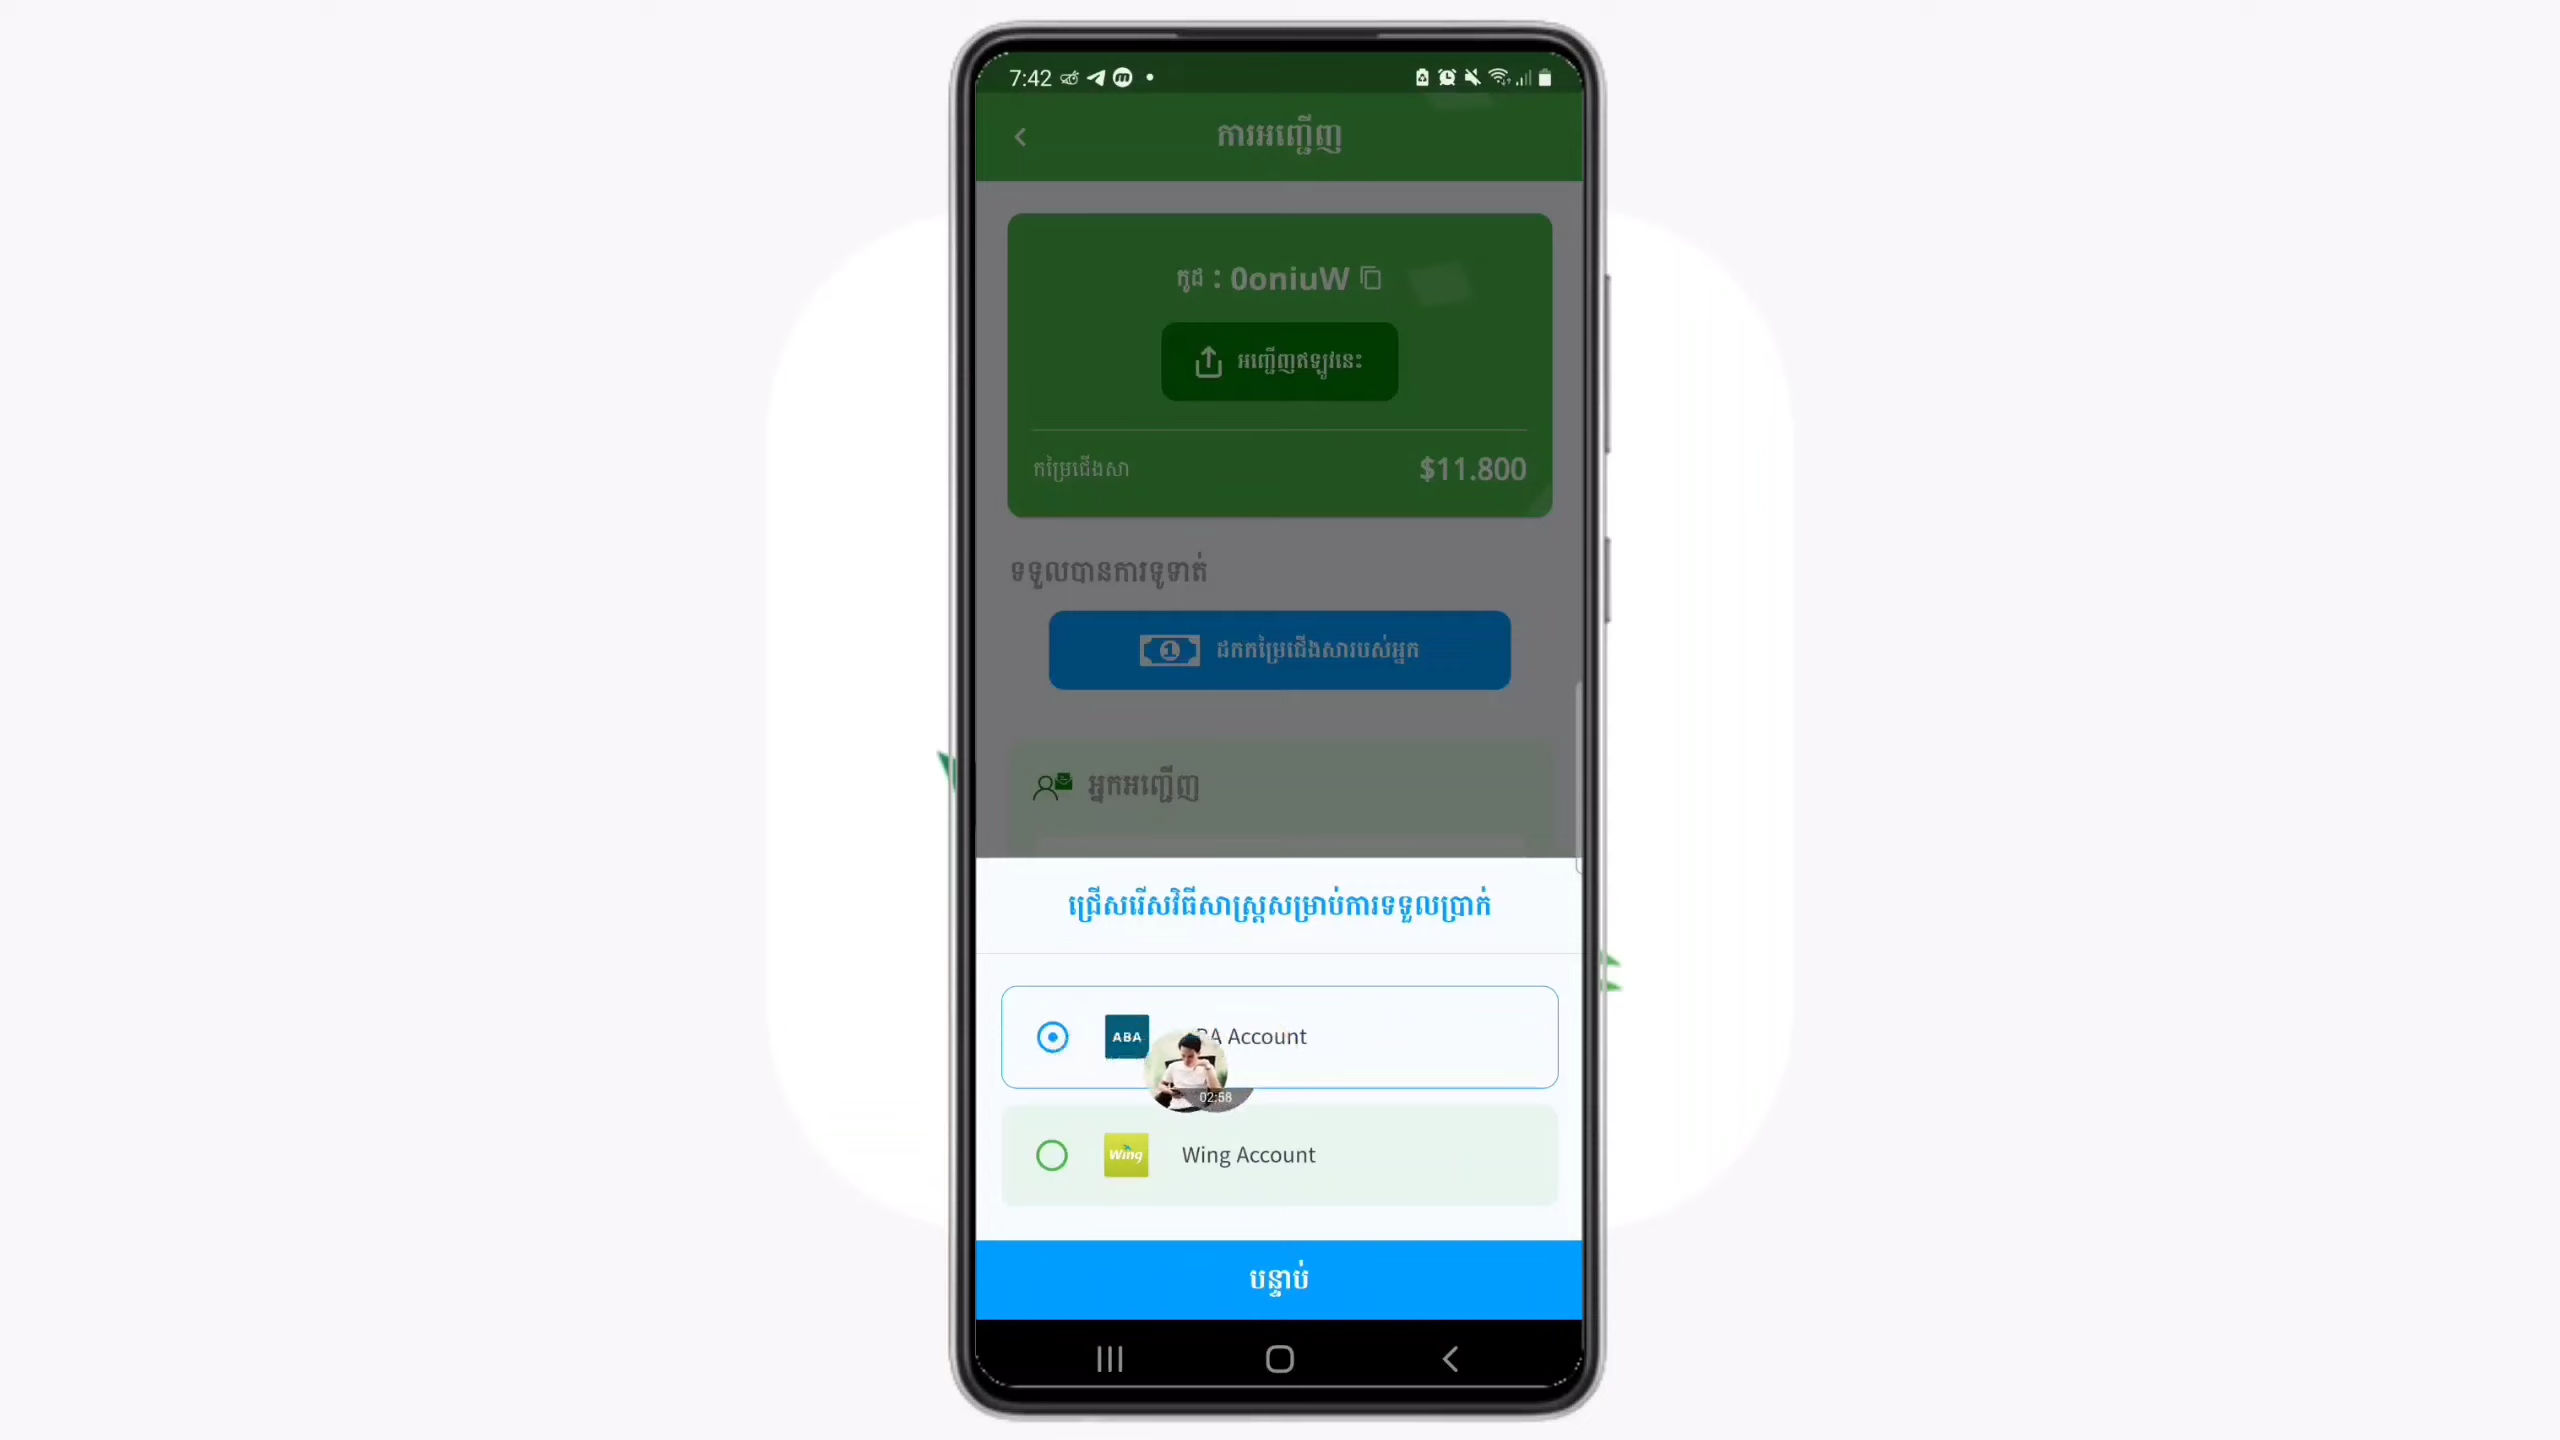 7:42
ការអញ្ជើញ
កូដ : 0oniuW
អញ្ជើញឥឡូវនេះ
កម្រៃជើងសា
$11.800
ទទួលបានការទូទាត់
ដកកម្រៃជើងសារបស់អ្នក
អ្នកអញ្ជើញ
ជ្រើសរើសវិធីសាស្ត្រសម្រាប់ការទទួលប្រាក់
ABA
BA Account
02:58
Wing
Wing Account
បន្ទាប់